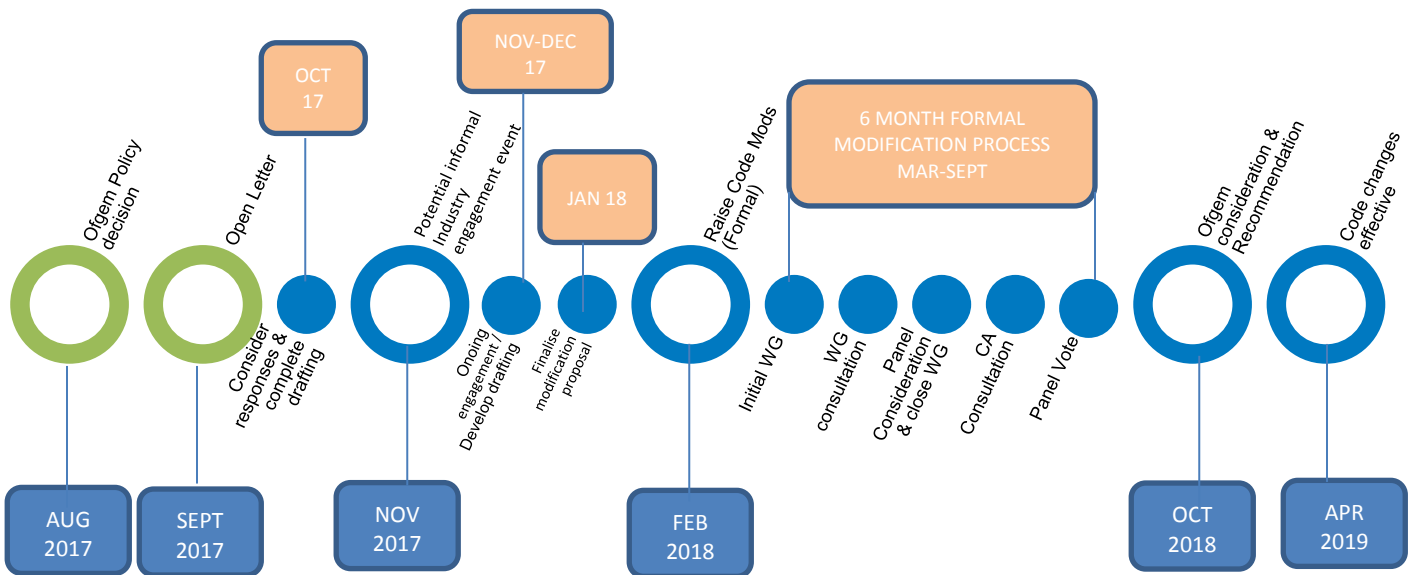 OCT
17
NOV-DEC
17
JAN 18
6 MONTH FORMAL
MODIFICATION PROCESS
MAR-SEPT
Ofgem Policy
decision
Open Letter
Consider
responses &
complete
drafting
Potential informal
Industry
engagement event
Ongoing
engagement /
Develop drafting
Finalise
modification
proposal
Raise Code Mods
(Formal)
Initial WG
WG
consultation
Panel
Consideration
& close WG
CA
Consultation
Panel Vote
Ofgem
consideration &
Recommendation
Code changes
effective
AUG
2017
SEPT
2017
NOV
2017
FEB
2018
OCT
2018
APR
2019